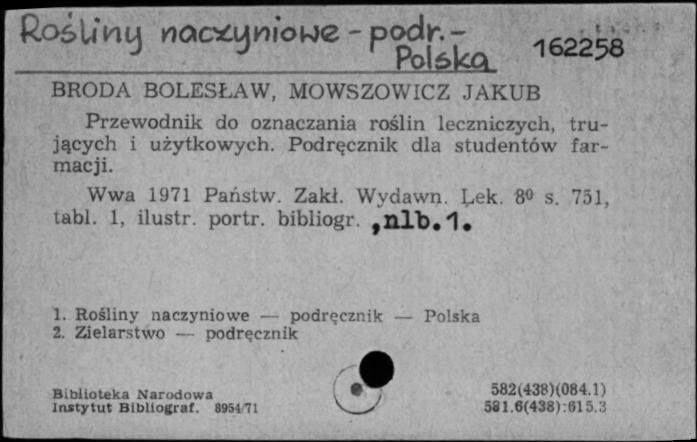 Rośliny naczyniowe - podr. -
Polska
162258
BRODA BOLESŁAW, MOWSZOWICZ JAKUB
Przewodnik do oznaczania roślin leczniczych, tru-
jących i użytkowych. Podręcznik dla studentów far-
macji.
Wwa 1971 Państw. Zakł. Wydawn. Lek. 8⁰ s. 751,
tabl. 1, ilustr. portr. bibliogr. ,nlb.1.
1. Rośliny naczyniowe — podręcznik — Polska
2. Zielarstwo — podręcznik
Biblioteka Narodowa
Instytut Bibliograf. 8954/71
582(438)(084.1)
581.6(438):615.3